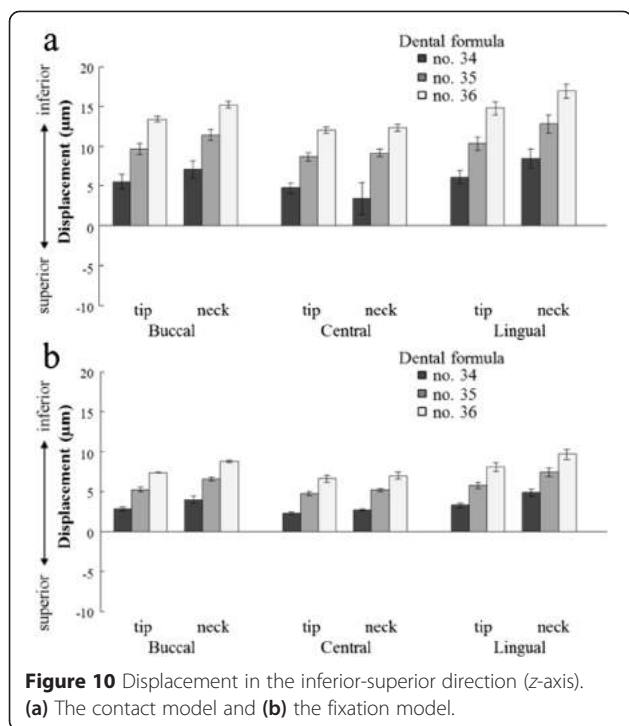 a
Dental formula
no. 34
no. 35
no. 36
superior ↔ inferior
Displacement (μm)
20
15
10
5
0
-5
-10
tip neck tip neck tip neck
Buccal Central Lingual
b
Dental formula
no. 34
no. 35
no. 36
superior ↔ inferior
Displacement (μm)
20
15
10
5
0
-5
-10
tip neck tip neck tip neck
Buccal Central Lingual
Figure 10 Displacement in the inferior-superior direction (z-axis).
(a) The contact model and (b) the fixation model.